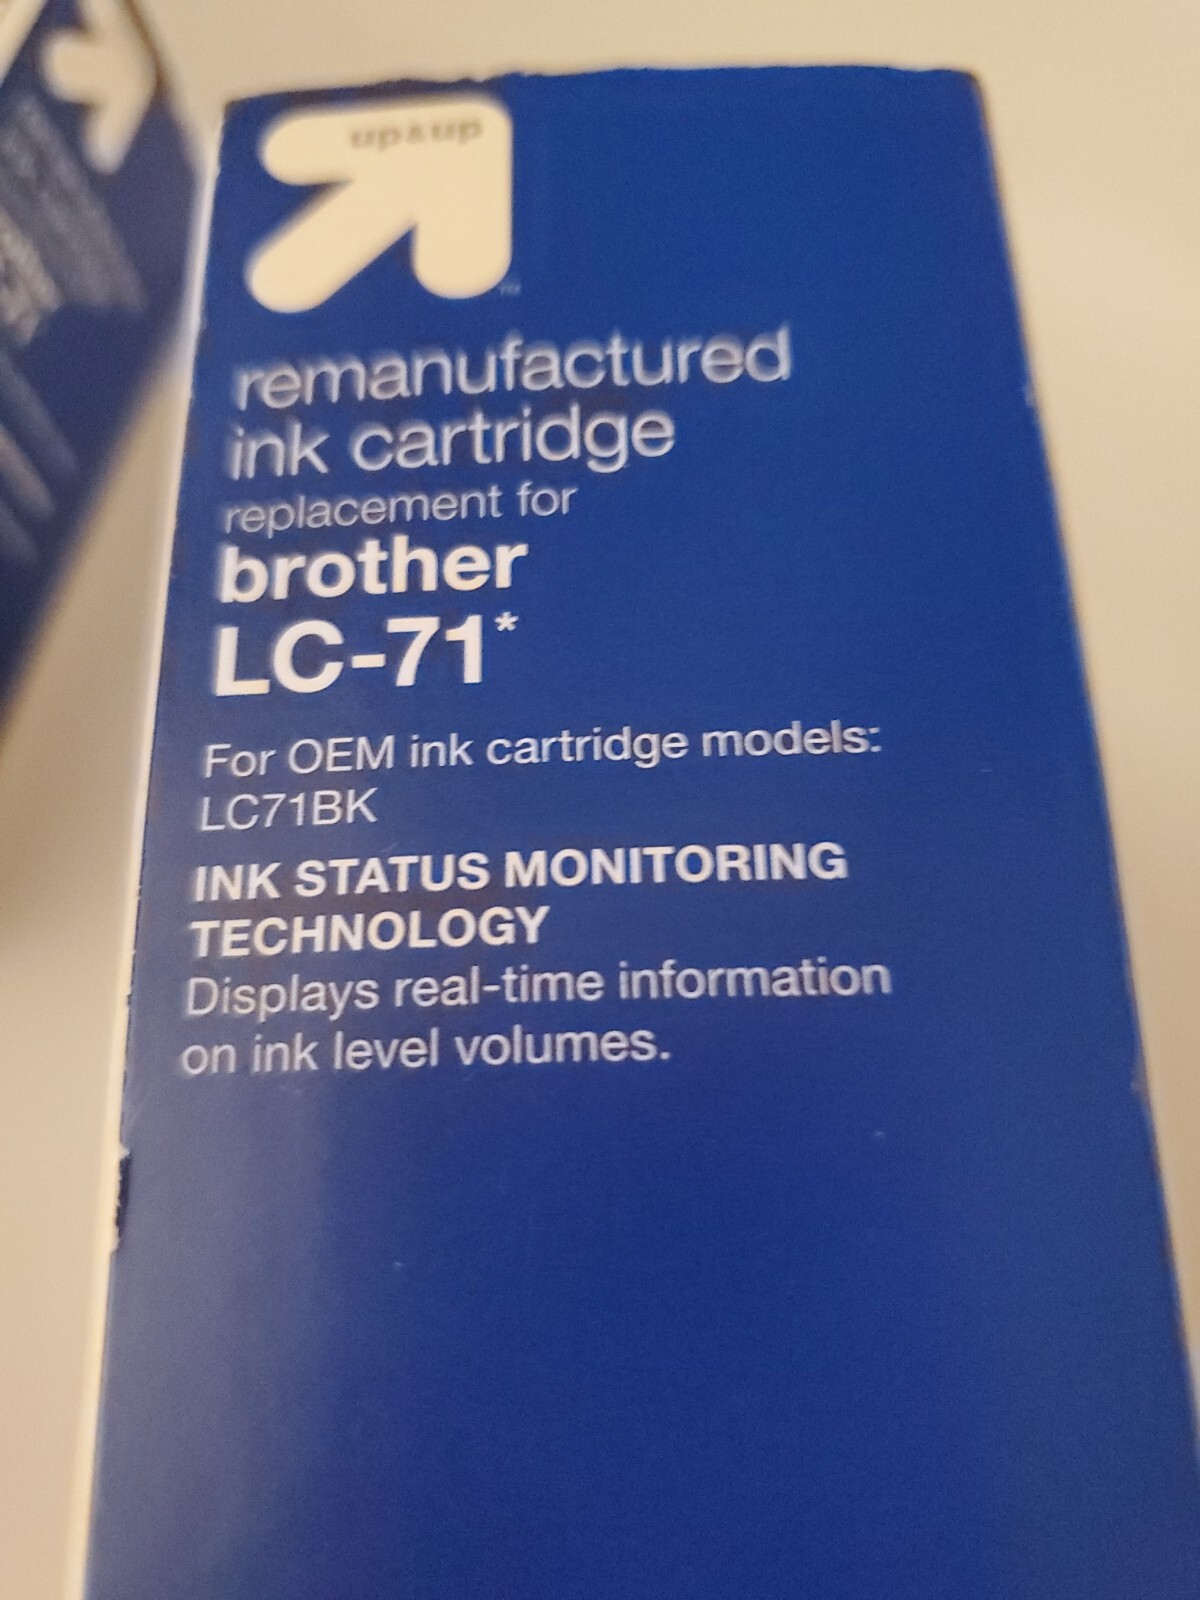 up&up
remanufactured
ink cartridge
replacement for
brother
LC-71*
For OEM ink cartridge models:
LC71BK
INK STATUS MONITORING
TECHNOLOGY
Displays real-time information
on ink level volumes.